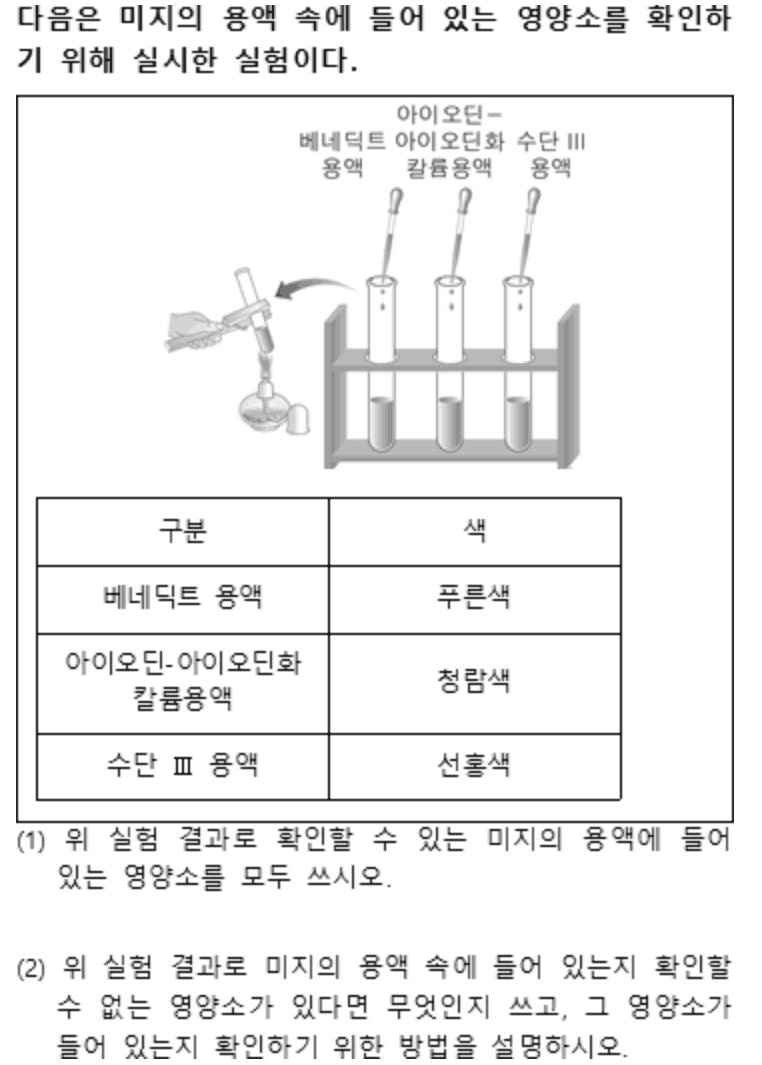 다음은 미지의 용액 속에 들어 있는 영양소를 확인하
기 위해 실시한 실험이다.
아이오딘-
베네딕트 아이오딘화 수단 Ⅲ
용액 칼륨용액 용액
구분 색
베네딕트 용액 푸른색
아이오딘-아이오딘화
칼륨용액 청람색
수단 Ⅲ 용액 선홍색
(1) 위 실험 결과로 확인할 수 있는 미지의 용액에 들어
있는 영양소를 모두 쓰시오.
(2) 위 실험 결과로 미지의 용액 속에 들어 있는지 확인할
수 없는 영양소가 있다면 무엇인지 쓰고, 그 영양소가
들어 있는지 확인하기 위한 방법을 설명하시오.